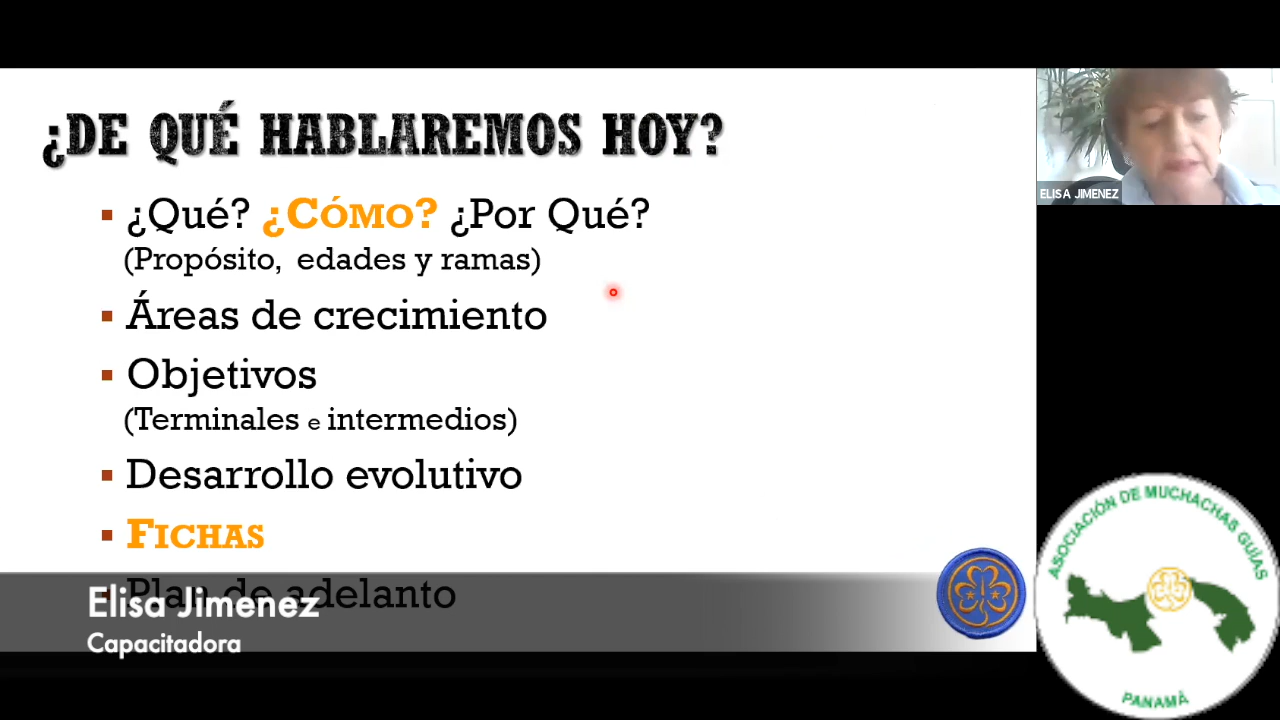 ¿DE QUÉ HABLAREMOS HOY?
▪ ¿Qué? ¿CÓMO? ¿Por Qué?
(Propósito, edades y ramas)
▪ Áreas de crecimiento
▪ Objetivos
(Terminales e intermedios)
▪ Desarrollo evolutivo
▪ FICHAS
▪ Plan de adelanto
Elisa Jimenez
Capacitadora
ELISA JIMENEZ
ASOCIACIÓN DE MUCHACHAS GUÍAS
PANAMÁ